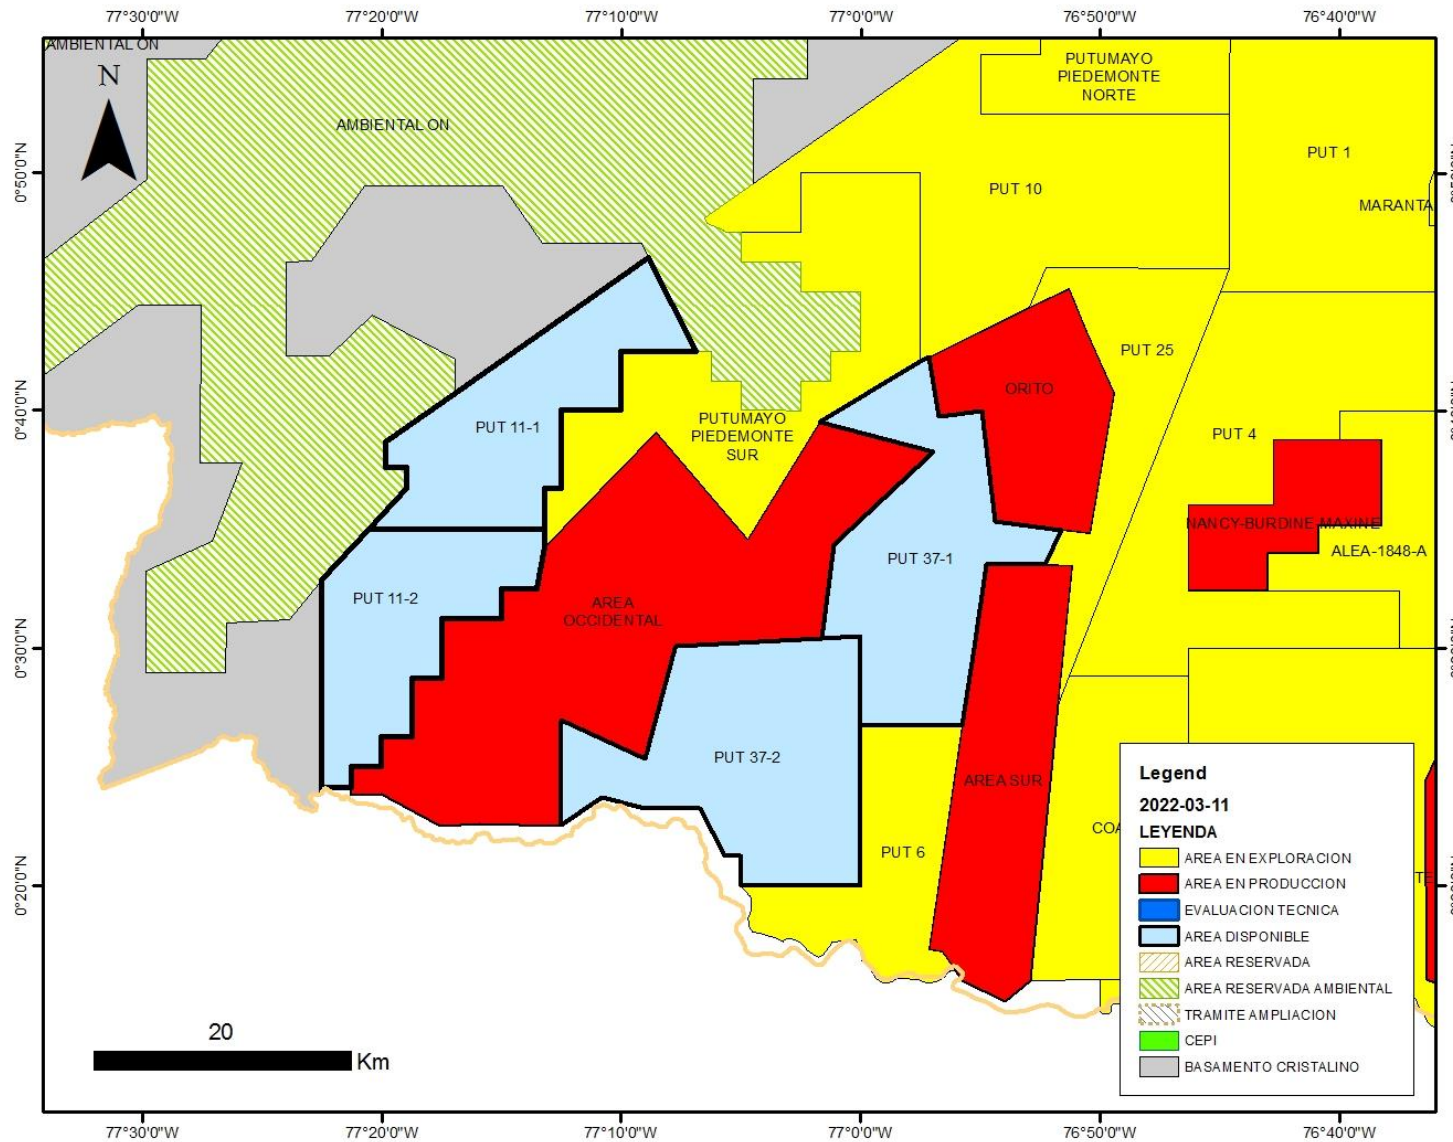 77°30'0"W
77°20'0"W
77°10'0"W
77°0'0"W
76°50'0"W
76°40'0"W
AMBIENTAL ON
N
AMBIENTAL ON
PUTUMAYO
PIEDEMONTE
NORTE
PUT 1
0°50'0"N
PUT 10
MARANTA
PUT 25
0°40'0"N
ORITO
PUT 11-1
PUTUMAYO
PIEDEMONTE
SUR
PUT 4
NANCY-BURDINE MAXINE
ALEA-1848-A
PUT 37-1
PUT 11-2
AREA
OCCIDENTAL
0°30'0"N
PUT 37-2
AREA SUR
PUT 6
COA
TE
0°20'0"N
Legend
2022-03-11
LEYENDA
AREA EN EXPLORACION
AREA EN PRODUCCION
EVALUACION TECNICA
AREA DISPONIBLE
AREA RESERVADA
AREA RESERVADA AMBIENTAL
TRAMITE AMPLIACION
CEPI
BASAMENTO CRISTALINO
20
Km
77°30'0"W
77°20'0"W
77°10'0"W
77°0'0"W
76°50'0"W
76°40'0"W